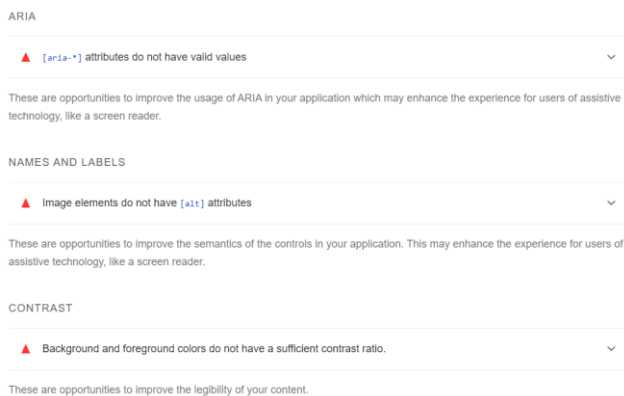 ARIA
[aria-*] attributes do not have valid values
These are opportunities to improve the usage of ARIA in your application which may enhance the experience for users of assistive
technology, like a screen reader.
NAMES AND LABELS
Image elements do not have [alt] attributes
These are opportunities to improve the semantics of the controls in your application. This may enhance the experience for users of
assistive technology, like a screen reader.
CONTRAST
Background and foreground colors do not have a sufficient contrast ratio.
These are opportunities to improve the legibility of your content.